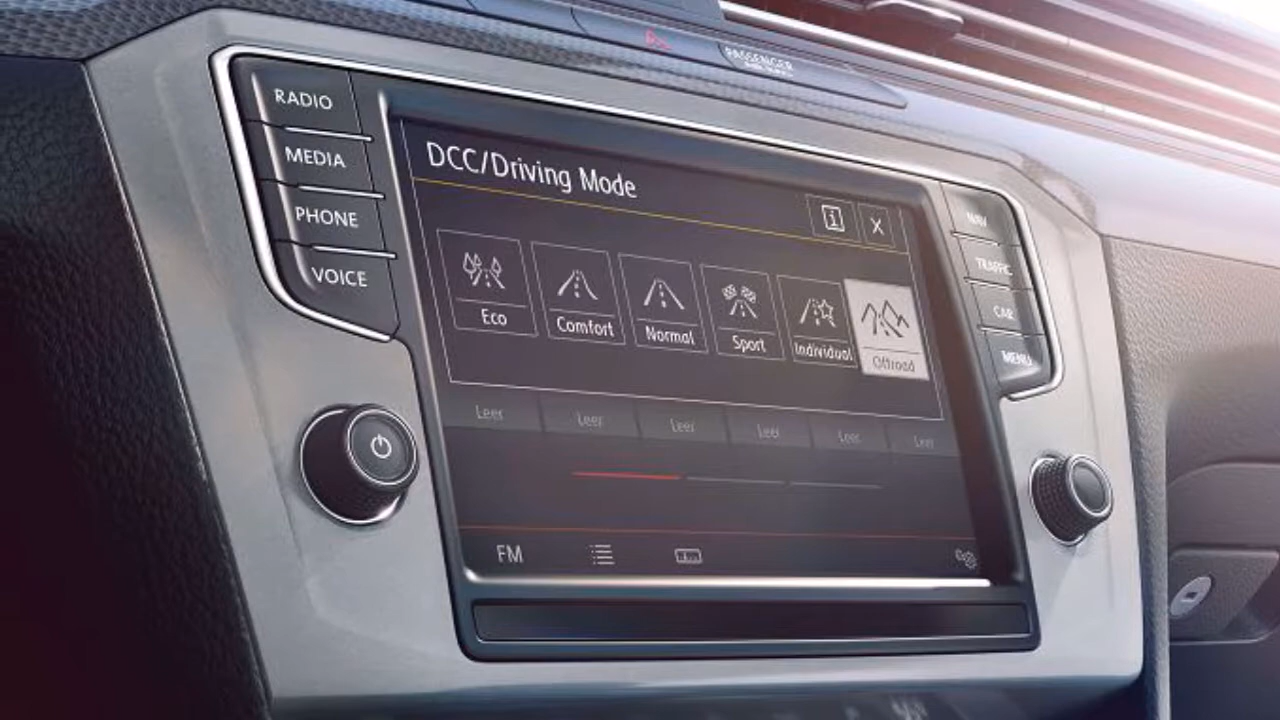 PASSENGER
RADIO
MEDIA
PHONE
VOICE
DCC/Driving Mode
i X
Eco Comfort Normal Sport Individual Offroad
Leer Leer Leer Leer Leer Leer
FM
NAV
TRAFFIC
CAR
MENU